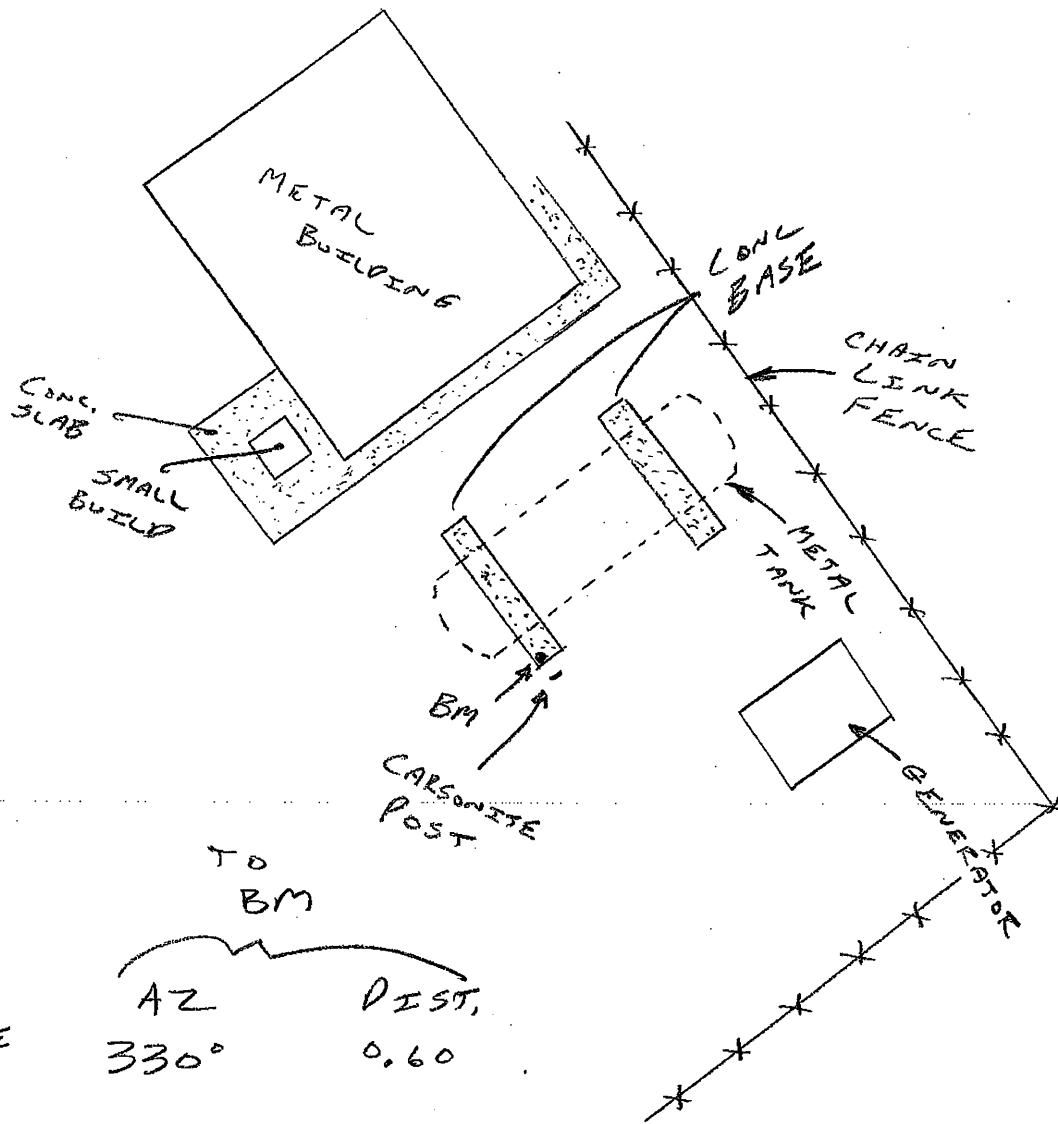 METAL
BUILDING
CONC
BASE
CHAIN
LINK
FENCE
CONC.
SLAB
SMALL
BUILD
METAL
TANK
BM
CARSONITE
POST
GENERATOR
TO
BM
AZ DIST.
E 330° 0.60